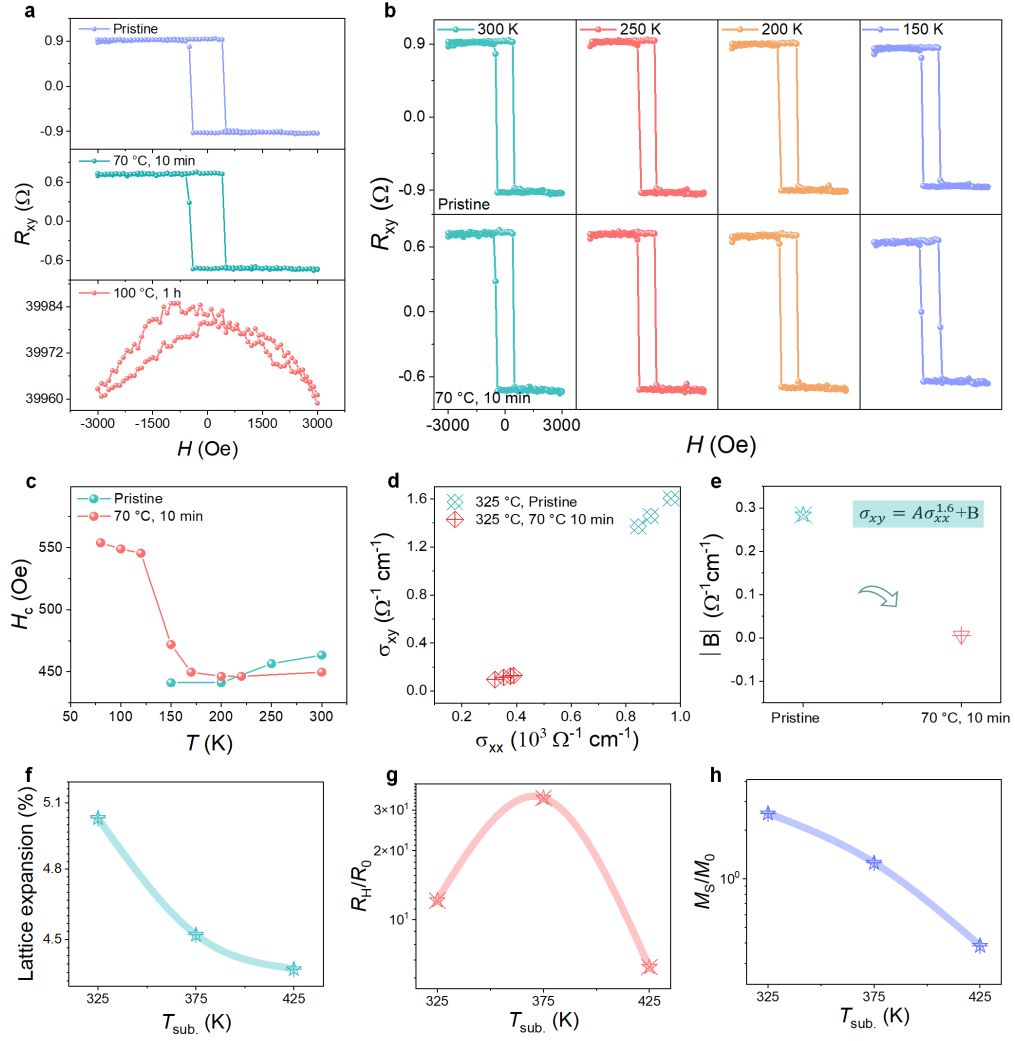 a
Pristine
0.9
0.0
-0.9
70 °C, 10 min
0.6
0.0
-0.6
100 °C, 1 h
39984
39972
39960
R_xy (Ω)
-3000 -1500 0 1500 3000
H (Oe)
b
300 K 250 K 200 K 150 K
0.9
0.0
-0.9
Pristine
0.6
0.0
-0.6
70 °C, 10 min
R_xy (Ω)
-3000 0 3000
H (Oe)
c
Pristine
70 °C, 10 min
550
500
450
H_c (Oe)
50 100 150 200 250 300
T (K)
d
325 °C, Pristine
325 °C, 70 °C 10 min
1.6
1.2
0.8
0.4
0.0
σ_xy (Ω⁻¹ cm⁻¹)
0.2 0.4 0.6 0.8 1.0
σ_xx (10³ Ω⁻¹ cm⁻¹)
e
σ_xy = Aσ_xx^1.6+B
0.3
0.2
0.1
0.0
-0.1
|B| (Ω⁻¹cm⁻¹)
Pristine 70 °C, 10 min
f
5.1
4.8
4.5
Lattice expansion (%)
325 375 425
T_sub. (K)
g
3×10¹
2×10¹
10¹
R_H/R_0
325 375 425
T_sub. (K)
h
10⁰
M_S/M_0
325 375 425
T_sub. (K)